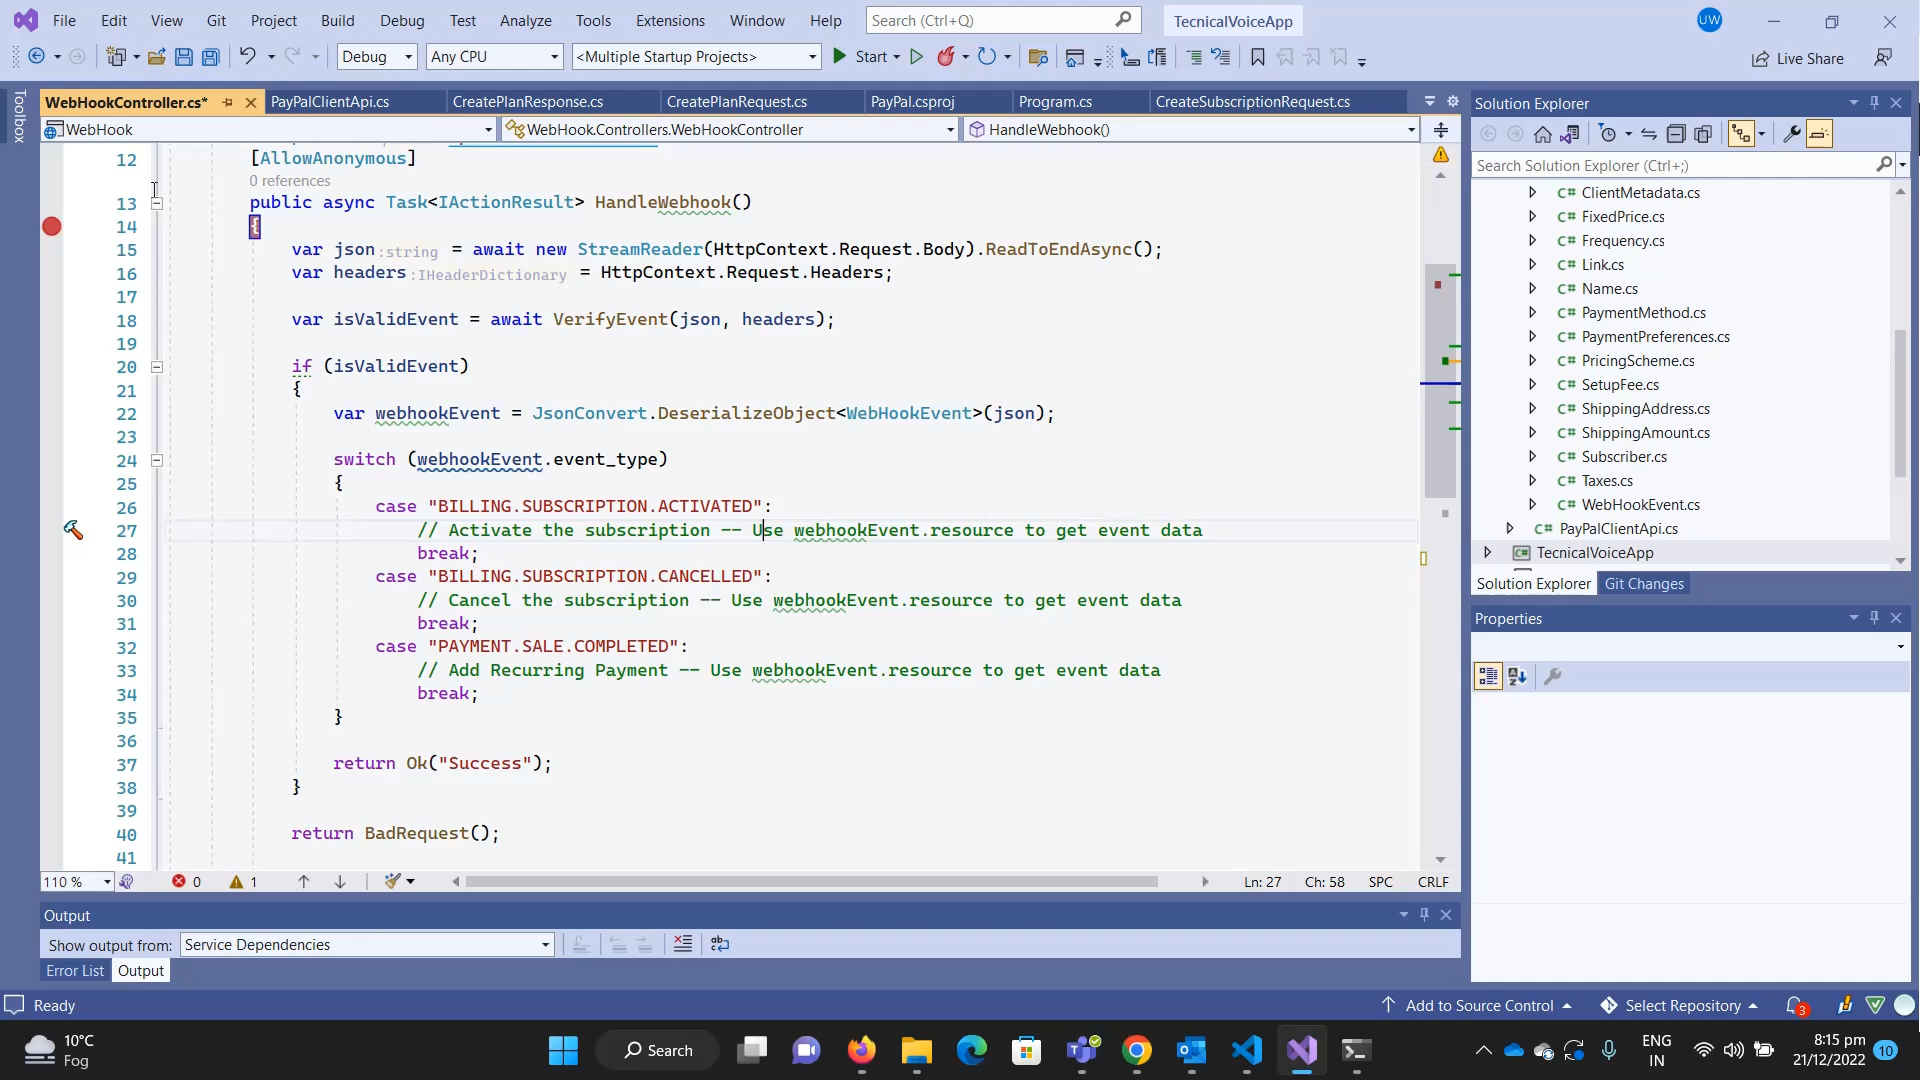 File Edit View Git Project Build Debug Test Analyze Tools Extensions Window Help Search (Ctrl+Q) TecnicalVoiceApp UW
Debug Any CPU <Multiple Startup Projects> Start Live Share
Toolbox
WebHookController.cs* PayPalClientApi.cs CreatePlanResponse.cs CreatePlanRequest.cs PayPal.csproj Program.cs CreateSubscriptionRequest.cs
WebHook WebHook.Controllers.WebHookController HandleWebhook()
12 [AllowAnonymous]
0 references
13 public async Task<IActionResult> HandleWebhook()
14 {
15 var json:string = await new StreamReader(HttpContext.Request.Body).ReadToEndAsync();
16 var headers:IHeaderDictionary = HttpContext.Request.Headers;
17
18 var isValidEvent = await VerifyEvent(json, headers);
19
20 if (isValidEvent)
21 {
22 var webhookEvent = JsonConvert.DeserializeObject<WebHookEvent>(json);
23
24 switch (webhookEvent.event_type)
25 {
26 case "BILLING.SUBSCRIPTION.ACTIVATED":
27 // Activate the subscription -- Use webhookEvent.resource to get event data
28 break;
29 case "BILLING.SUBSCRIPTION.CANCELLED":
30 // Cancel the subscription -- Use webhookEvent.resource to get event data
31 break;
32 case "PAYMENT.SALE.COMPLETED":
33 // Add Recurring Payment -- Use webhookEvent.resource to get event data
34 break;
35 }
36
37 return Ok("Success");
38 }
39
40 return BadRequest();
41
110 % 0 1 Ln: 27 Ch: 58 SPC CRLF
Output
Show output from: Service Dependencies
Error List Output
Solution Explorer
Search Solution Explorer (Ctrl+;)
C# ClientMetadata.cs
C# FixedPrice.cs
C# Frequency.cs
C# Link.cs
C# Name.cs
C# PaymentMethod.cs
C# PaymentPreferences.cs
C# PricingScheme.cs
C# SetupFee.cs
C# ShippingAddress.cs
C# ShippingAmount.cs
C# Subscriber.cs
C# Taxes.cs
C# WebHookEvent.cs
C# PayPalClientApi.cs
TecnicalVoiceApp
Solution Explorer Git Changes
Properties
Ready Add to Source Control Select Repository 3
10°C
Fog
Search
ENG
IN
8:15 pm
21/12/2022
10